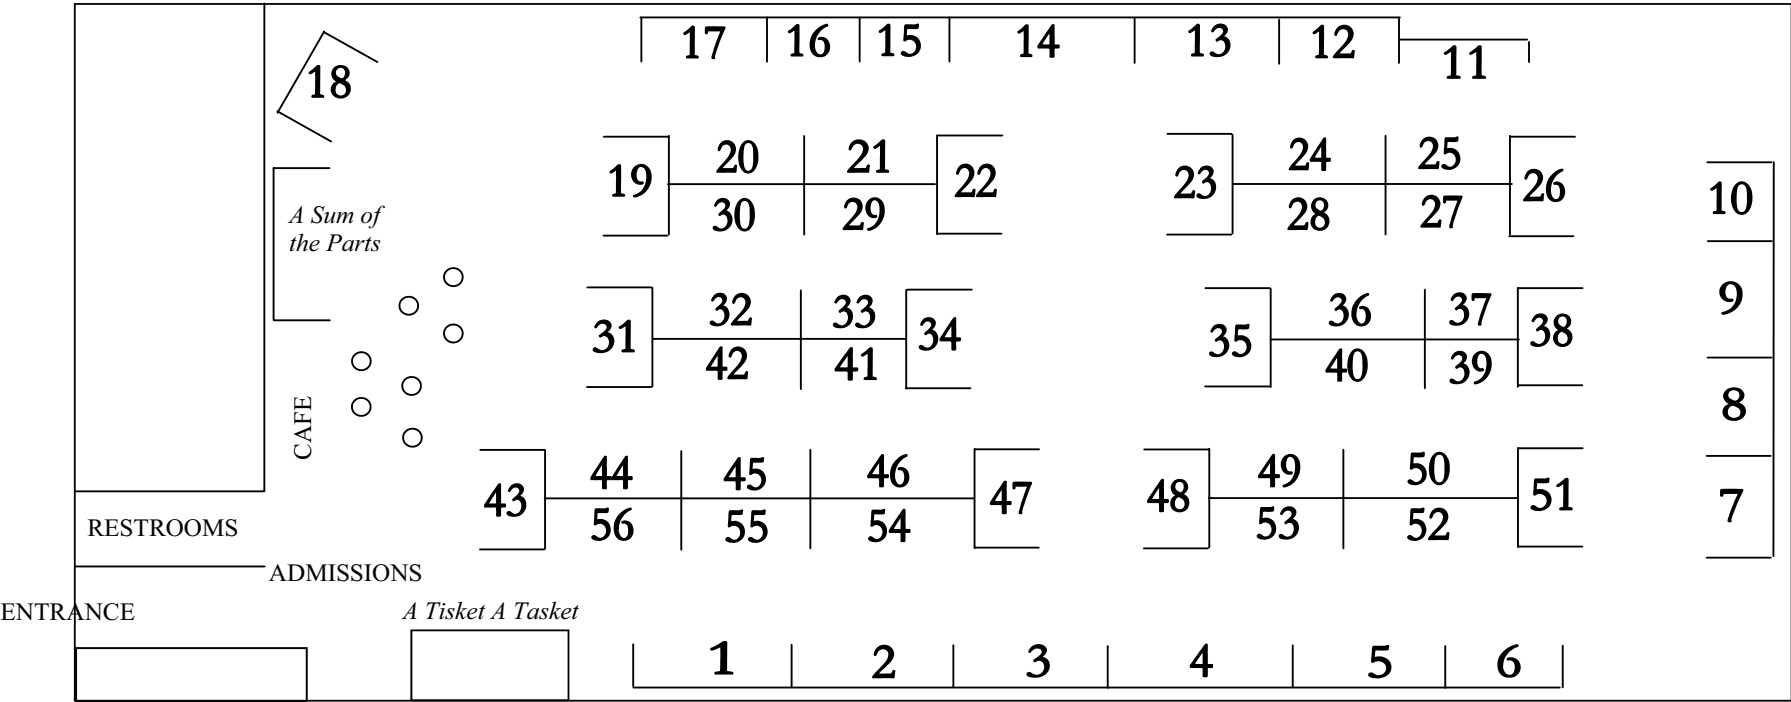 17 16 15 14 13 12
11
18
20 21 24 25
19 22 23 26
10
30 29 28 27
A Sum of
the Parts
9
32 33 36 37
31 34 35 38
42 41 40 39
8
CAFE
44 45 46 49 50
43 47 48 51
7
56 55 54 53 52
RESTROOMS
ADMISSIONS
ENTRANCE
A Tisket A Tasket
1 2 3 4 5 6